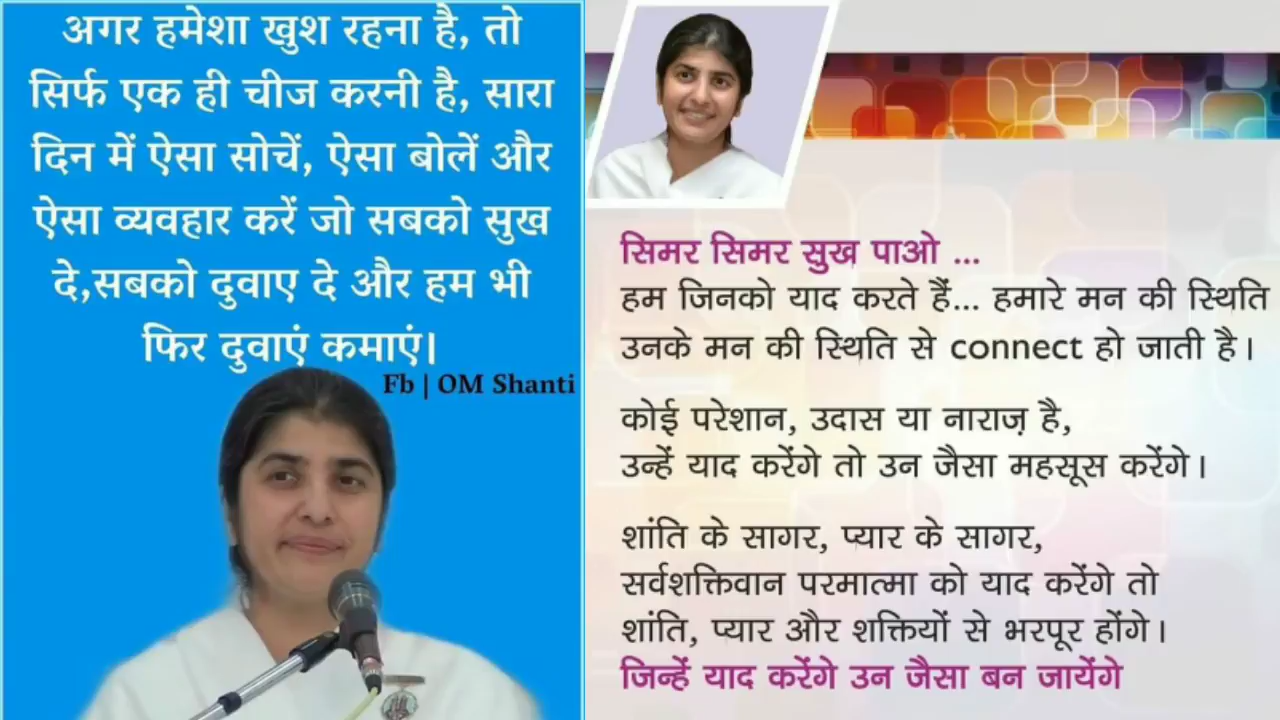 अगर हमेशा खुश रहना है, तो
सिर्फ एक ही चीज करनी है, सारा
दिन में ऐसा सोचें, ऐसा बोलें और
ऐसा व्यवहार करें जो सबको सुख
दे,सबको दुवाए दे और हम भी
फिर दुवाएं कमाएं।
Fb | OM Shanti
सिमर सिमर सुख पाओ ...
हम जिनको याद करते हैं... हमारे मन की स्थिति
उनके मन की स्थिति से connect हो जाती है।
कोई परेशान, उदास या नाराज़ है,
उन्हें याद करेंगे तो उन जैसा महसूस करेंगे।
शांति के सागर, प्यार के सागर,
सर्वशक्तिवान परमात्मा को याद करेंगे तो
शांति, प्यार और शक्तियों से भरपूर होंगे।
जिन्हें याद करेंगे उन जैसा बन जायेंगे